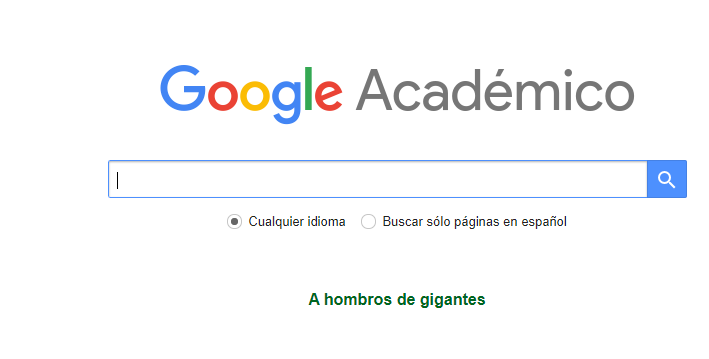 Google Académico
Cualquier idioma Buscar sólo páginas en español
A hombros de gigantes